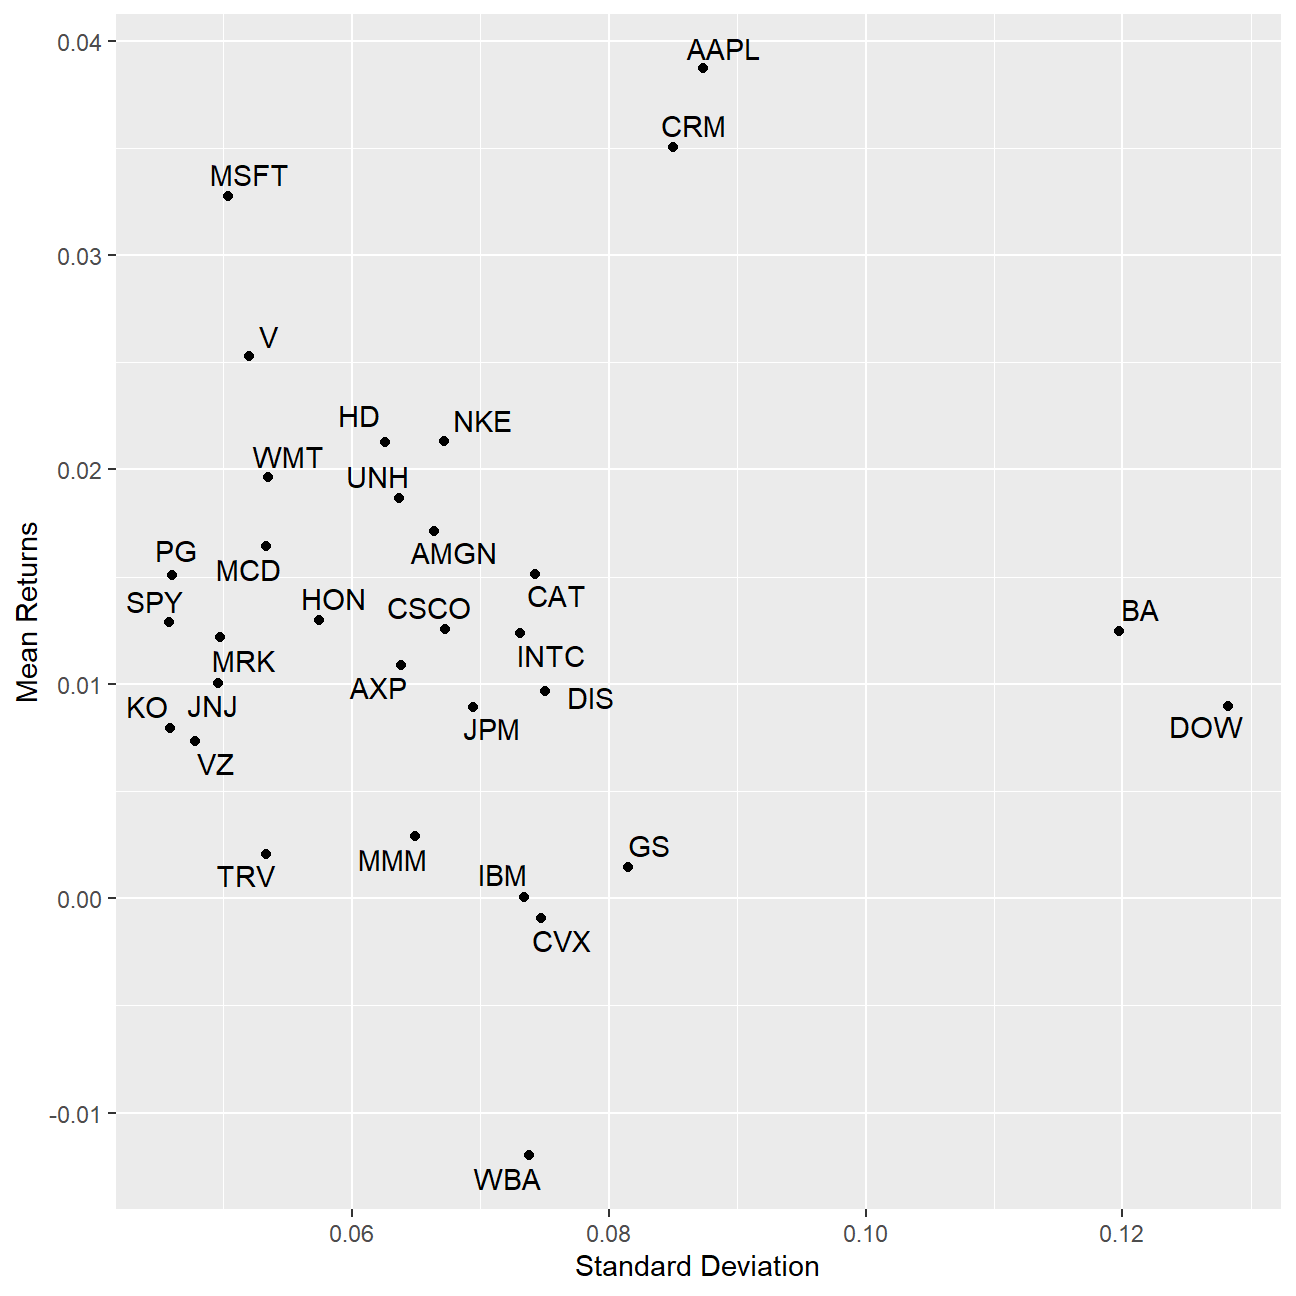 0.04
0.03
0.02
0.01
0.00
-0.01
Mean Returns
AAPL
CRM
MSFT
V
HD
NKE
WMT
UNH
AMGN
PG
MCD
CAT
SPY
HON
CSCO
BA
MRK
INTC
AXP
DIS
KO
JNJ
JPM
DOW
VZ
GS
MMM
TRV
IBM
CVX
WBA
0.06
0.08
0.10
0.12
Standard Deviation